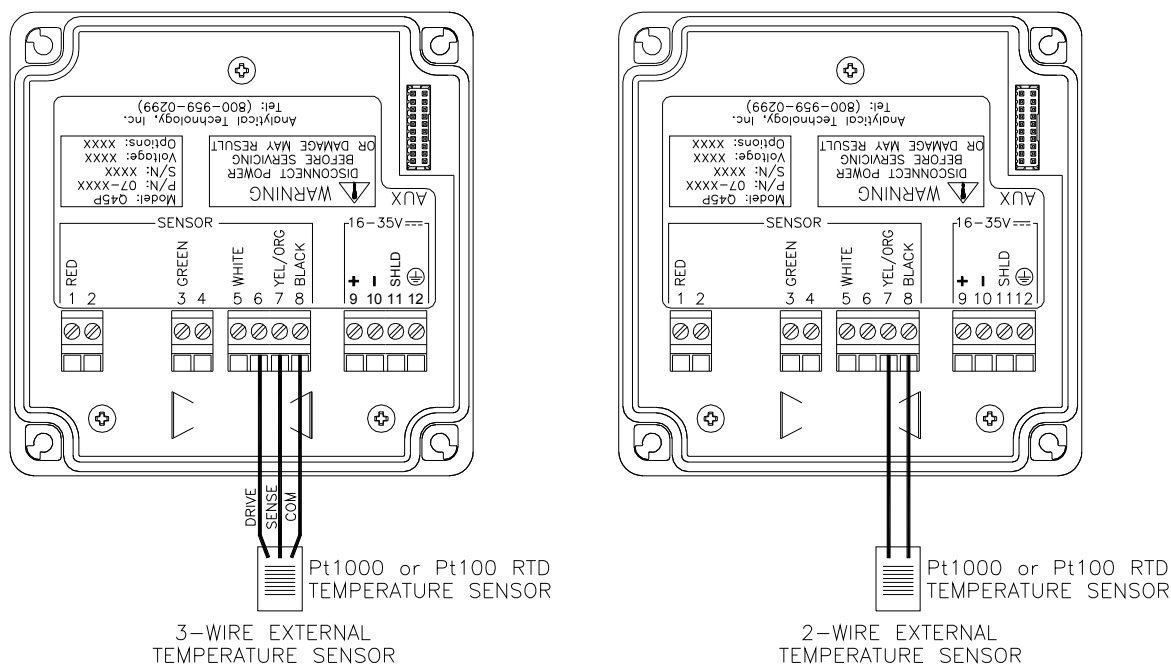 Tel: (800-959-0299)
Analytical Technology, Inc.
Options: XXXX
Voltage: XXXX
S/N: XXXX
P/N: 07-XXXX
Model: Q45P
OR DAMAGE MAY RESULT
BEFORE SERVICING
DISCONNECT POWER
WARNING
AUX
SENSOR
16-35V
RED
GREEN
WHITE
YEL/ORG
BLACK
+
-
SHLD
1 2 3 4 5 6 7 8 9 10 11 12
DRIVE
SENSE
COM
Pt1000 or Pt100 RTD
TEMPERATURE SENSOR
3-WIRE EXTERNAL
TEMPERATURE SENSOR
Tel: (800-959-0299)
Analytical Technology, Inc.
Options: XXXX
Voltage: XXXX
S/N: XXXX
P/N: 07-XXXX
Model: Q45P
OR DAMAGE MAY RESULT
BEFORE SERVICING
DISCONNECT POWER
WARNING
AUX
SENSOR
16-35V
RED
GREEN
WHITE
YEL/ORG
BLACK
+
-
SHLD
1 2 3 4 5 6 7 8 9 10 11 12
Pt1000 or Pt100 RTD
TEMPERATURE SENSOR
2-WIRE EXTERNAL
TEMPERATURE SENSOR